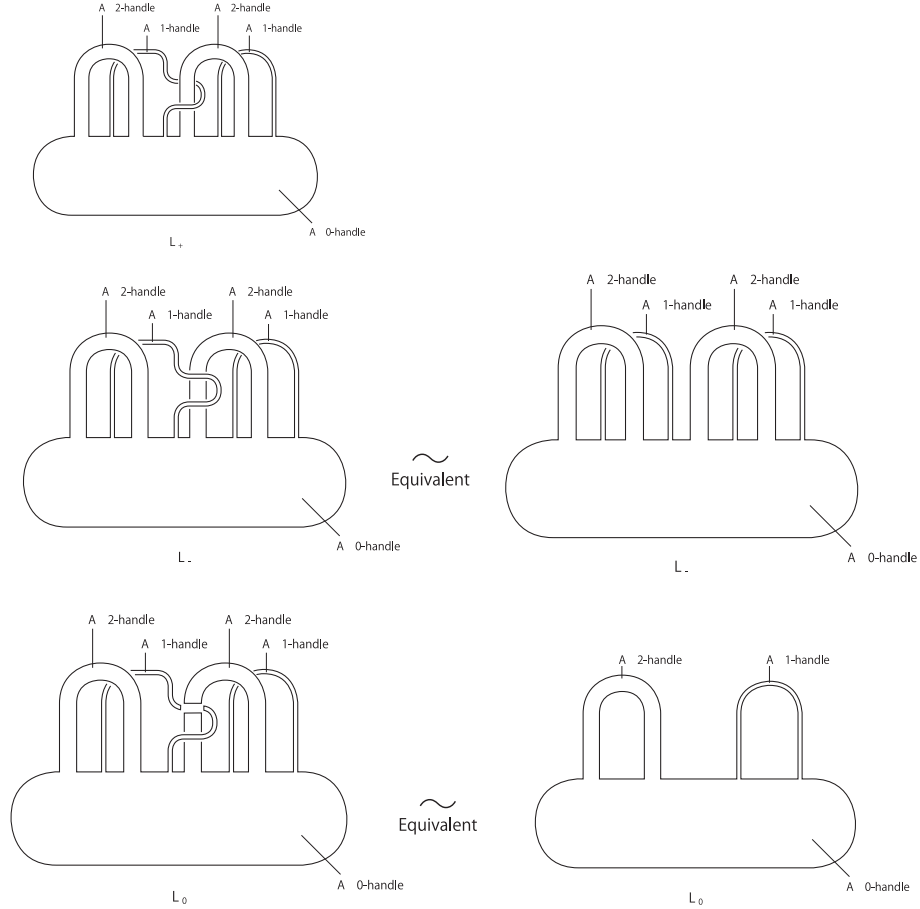 A 2-handle A 2-handle
A 1-handle A 1-handle
A 0-handle
L+
A 2-handle A 2-handle
A 1-handle A 1-handle
A 0-handle
L-
~
Equivalent
A 2-handle A 2-handle
A 1-handle A 1-handle
A 0-handle
L-
A 2-handle A 2-handle
A 1-handle A 1-handle
A 0-handle
L0
~
Equivalent
A 2-handle A 1-handle
A 0-handle
L0